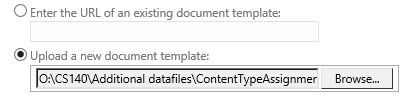 Enter the URL of an existing document template:
Upload a new document template:
O:\CS140\Additional datafiles\ContentTypeAssignmer Browse...